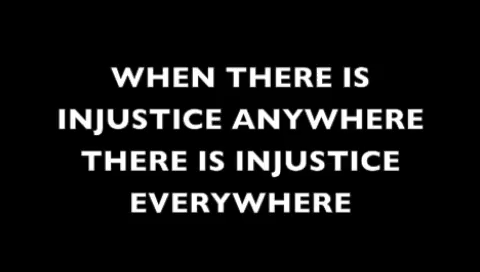 WHEN THERE IS
INJUSTICE ANYWHERE
THERE IS INJUSTICE
EVERYWHERE